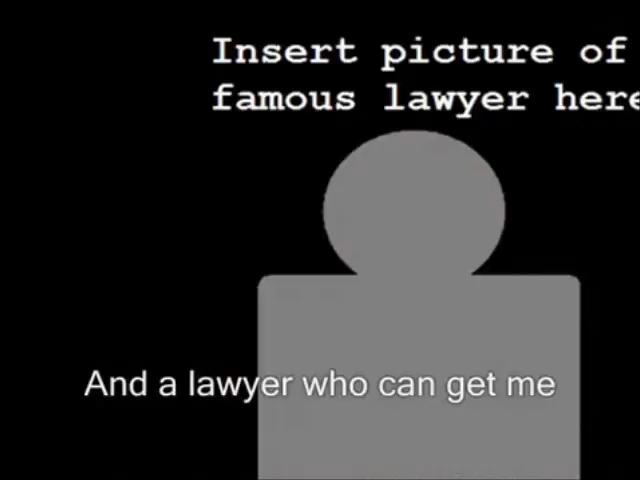 Insert picture of
famous lawyer here
And a lawyer who can get me